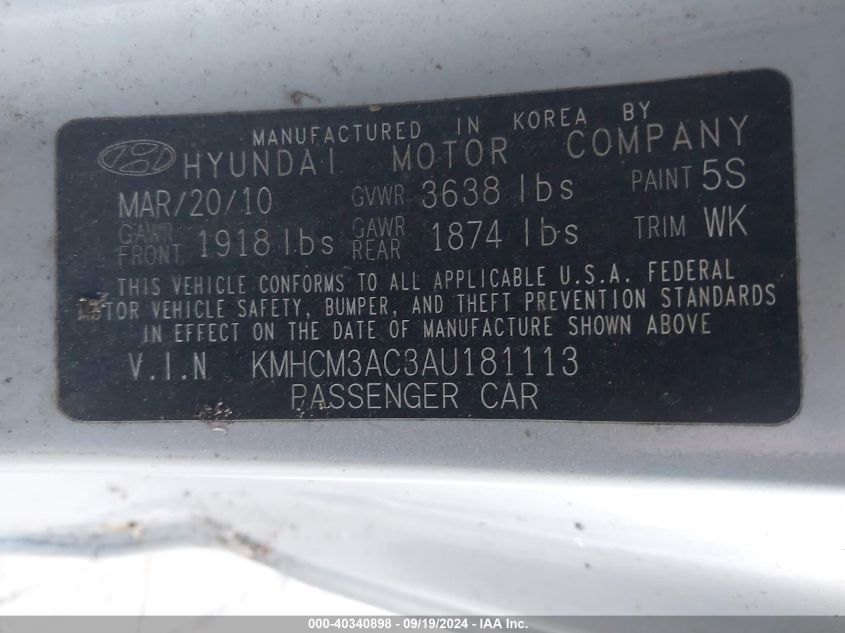 MANUFACTURED IN KOREA BY
HYUNDAI MOTOR COMPANY
MAR/20/10 GVWR 3638 lbs PAINT 5S
GAWR FRONT 1918 lbs GAWR REAR 1874 lbs TRIM WK
THIS VEHICLE CONFORMS TO ALL APPLICABLE U.S.A. FEDERAL
MOTOR VEHICLE SAFETY, BUMPER, AND THEFT PREVENTION STANDARDS
IN EFFECT ON THE DATE OF MANUFACTURE SHOWN ABOVE
V.I.N KMHCM3AC3AU181113
PASSENGER CAR
000-40340898 - 09/19/2024 - IAA Inc.